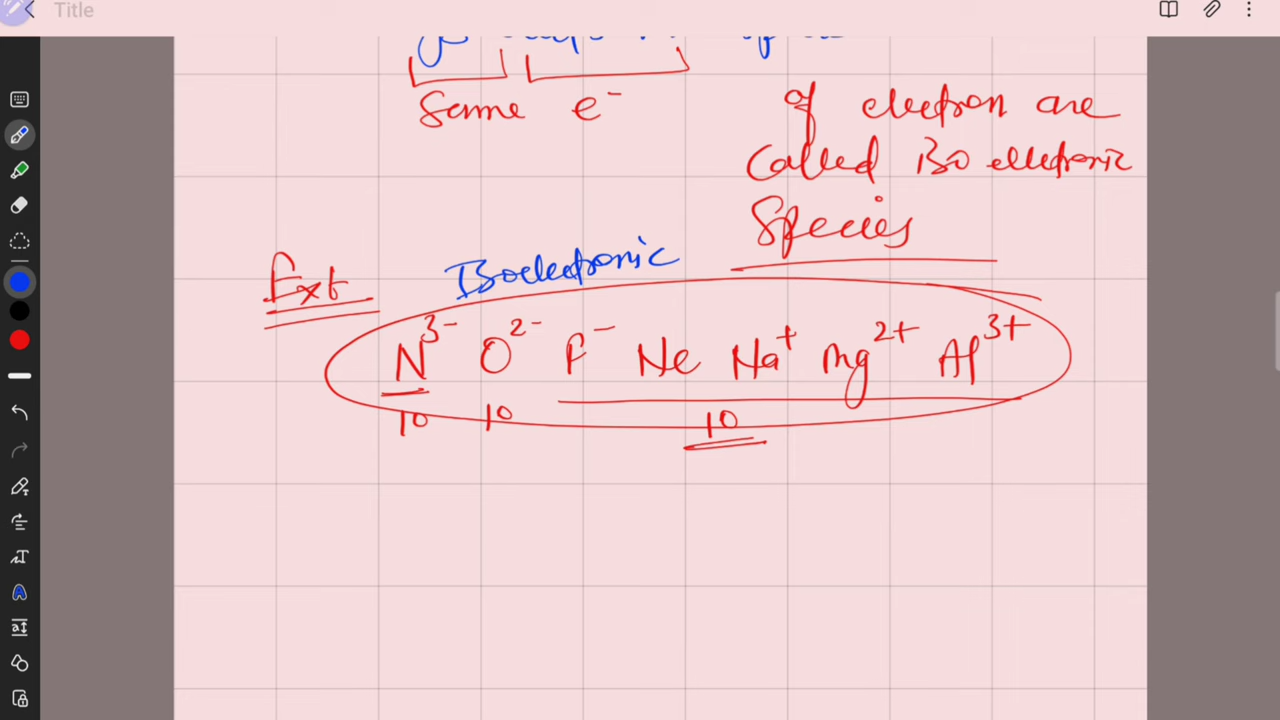 Title
Same e⁻
of electron are
called Iso electronic
Species
Ext
Isoelectronic
N³⁻ O²⁻ F⁻ Ne Na⁺ Mg²⁺ Al³⁺
10 10 10